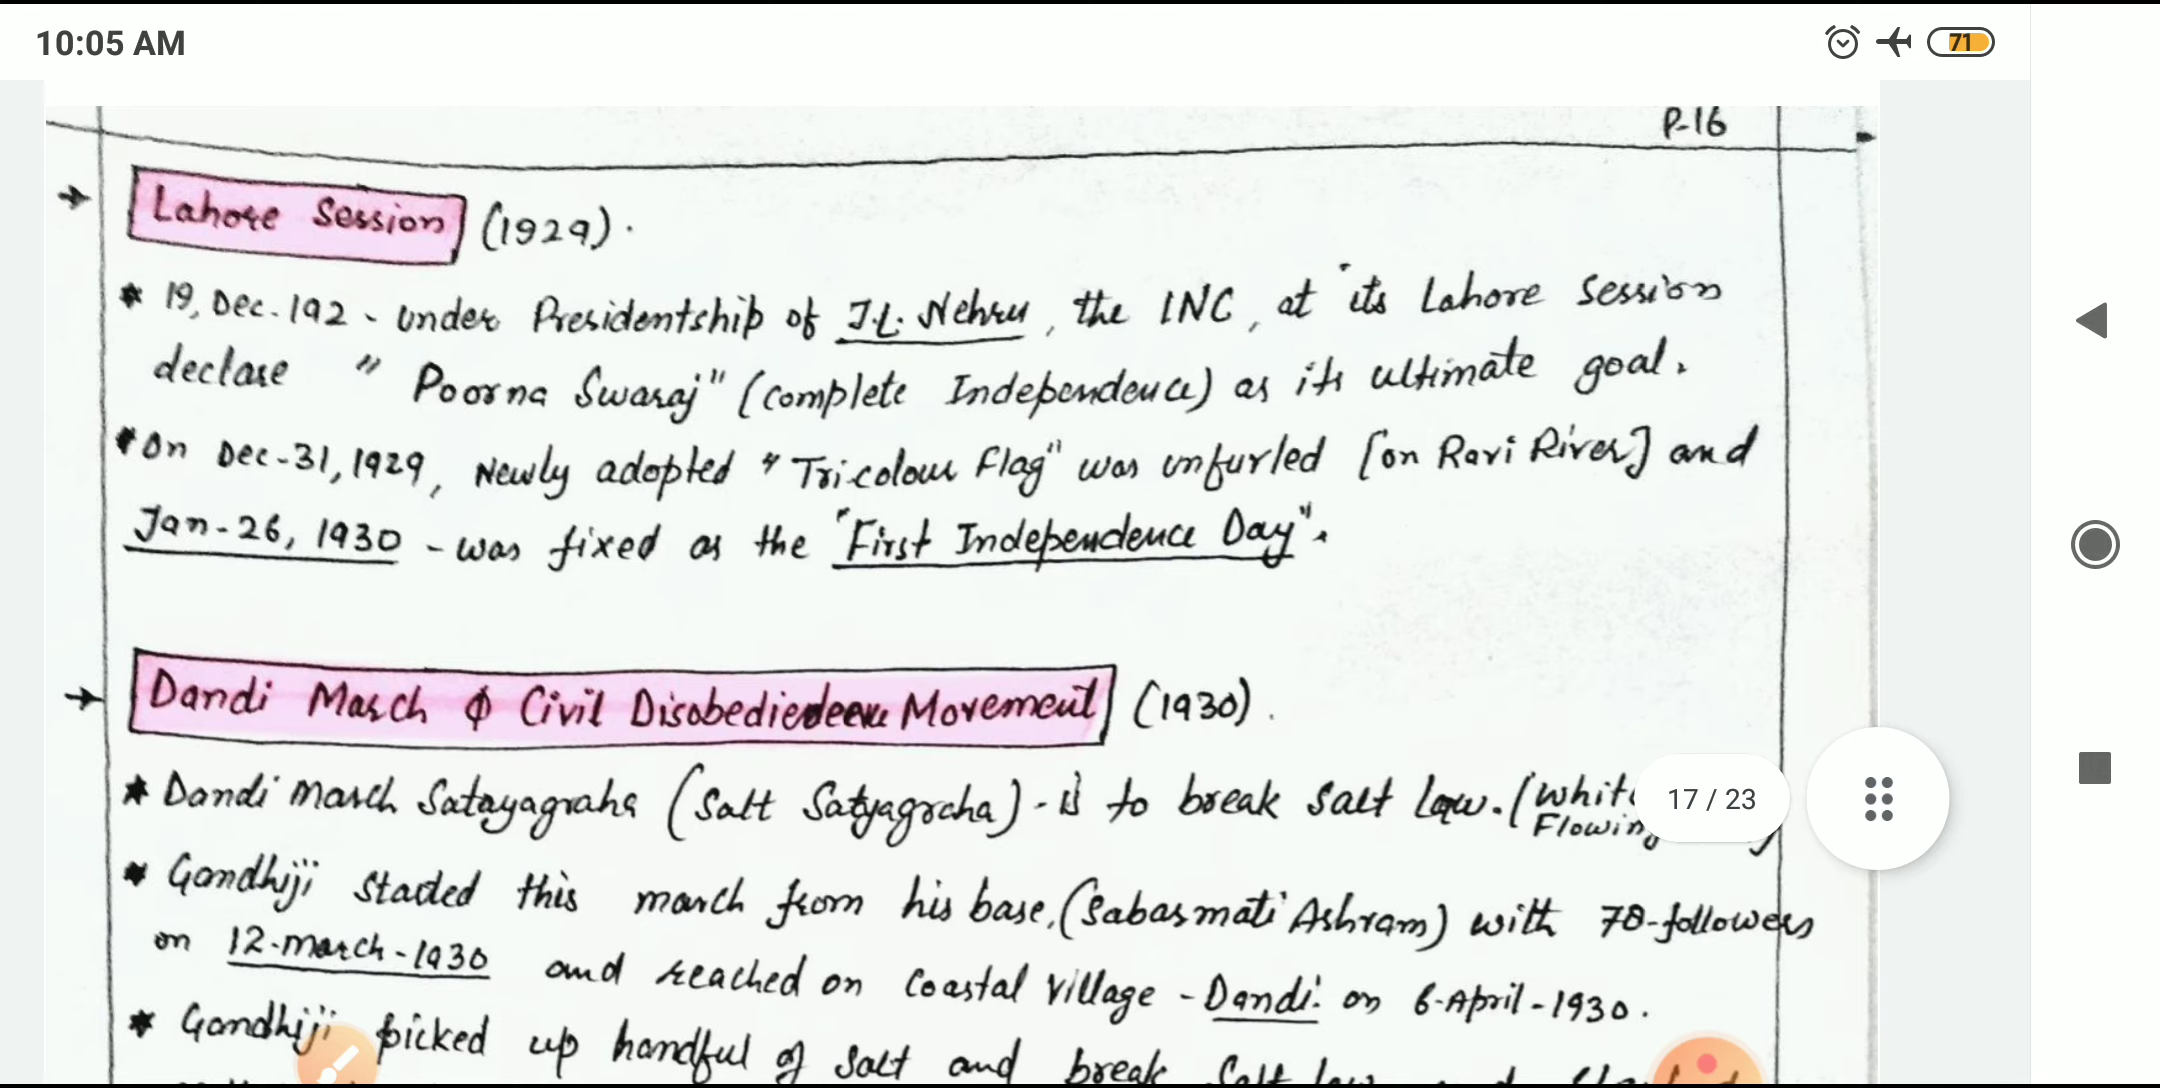 10:05 AM
71
P-16
Lahore Session (1929).
* 19, Dec. 192 - under Presidentship of J.L. Nehru, the INC, at its Lahore Session
declare " Poorna Swaraj" (complete Independence) as its ultimate goal.
* On Dec-31, 1929, Newly adopted "Tricolour Flag" was unfurled [on Ravi River] and
Jan-26, 1930 - was fixed as the "First Independence Day".
Dandi March & Civil Movement (1930).
* Dandi march Satayagraha (Salt Satyagrcha) - is to break salt law. (
17 / 23
* Gandhiji started this march from his base, (Sabarmati Ashram) with 78-followers
on 12-march-1930 and reached on coastal village - Dandi. on 6-April-1930.
* Gandhiji picked up handful of salt and break Salt law